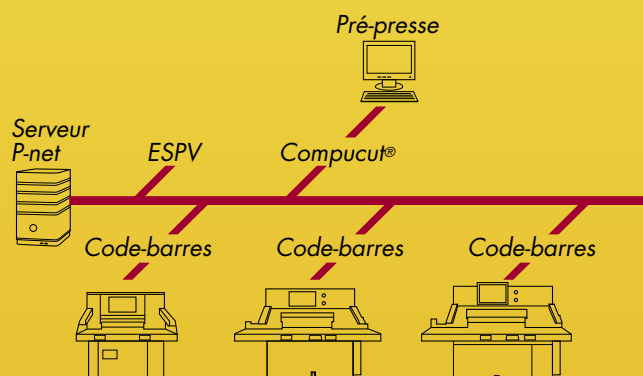 Pré-presse
Serveur
P-net
ESPV
Compucut®
Code-barres
Code-barres
Code-barres